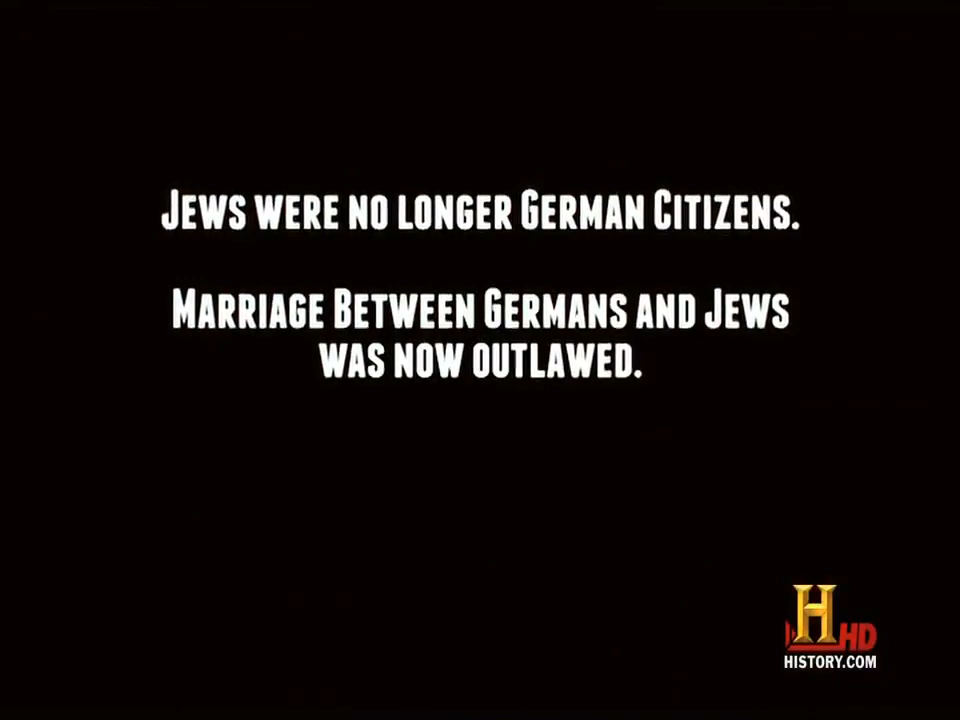 Jews were no longer German Citizens.
Marriage Between Germans and Jews
was now outlawed.
H HD
HISTORY.COM